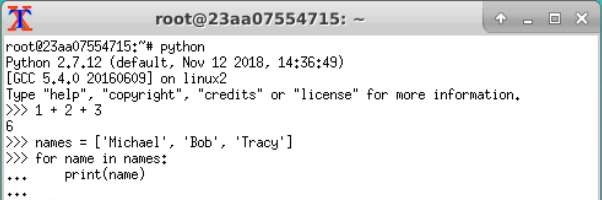 root@23aa07554715: ~
root@23aa07554715:~# python
Python 2.7.12 (default, Nov 12 2018, 14:36:49)
[GCC 5.4.0 20160609] on linux2
Type "help", "copyright", "credits" or "license" for more information.
>>> 1 + 2 + 3
6
>>> names = ['Michael', 'Bob', 'Tracy']
>>> for name in names:
...     print(name)
...